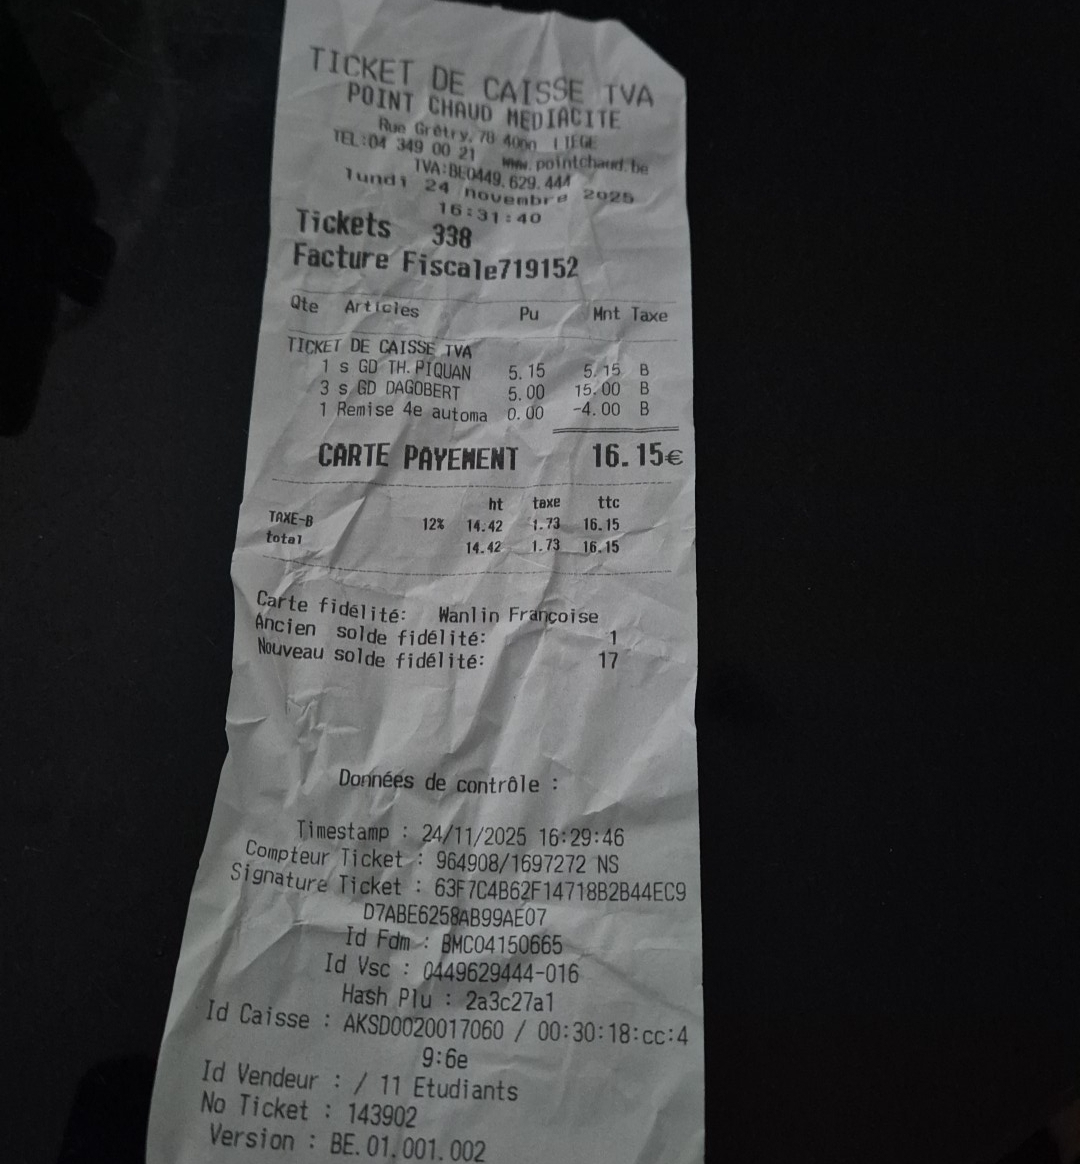 TICKET DE CAISSE TVA
POINT CHAUD MEDIACITE
Rue Grétry, 78 4000 LIEGE
TEL:04 349 00 21 www.pointchaud.be
TVA:BE0449.629.444
lundi 24 novembre 2025
16:31:40
Tickets 338
Facture Fiscale719152
Qte Articles Pu Mnt Taxe
TICKET DE CAISSE TVA
1 s GD TH.PIQUAN 5.15 5.15 B
3 s GD DAGOBERT 5.00 15.00 B
1 Remise 4e automa 0.00 -4.00 B
CARTE PAYEMENT 16.15€
ht taxe ttc
TAXE-B 12% 14.42 1.73 16.15
total 14.42 1.73 16.15
Carte fidélité: Wanlin Françoise
Ancien solde fidélité: 1
Nouveau solde fidélité: 17
Données de contrôle :
Timestamp : 24/11/2025 16:29:46
Compteur Ticket : 964908/1697272 NS
Signature Ticket : 63F7C4B62F14718B2B44EC9
D7ABE6258AB99AE07
Id Fdm : BMC04150665
Id Vsc : 0449629444-016
Hash Plu : 2a3c27a1
Id Caisse : AKSD0020017060 / 00:30:18:cc:4
9:6e
Id Vendeur : / 11 Etudiants
No Ticket : 143902
Version : BE.01.001.002